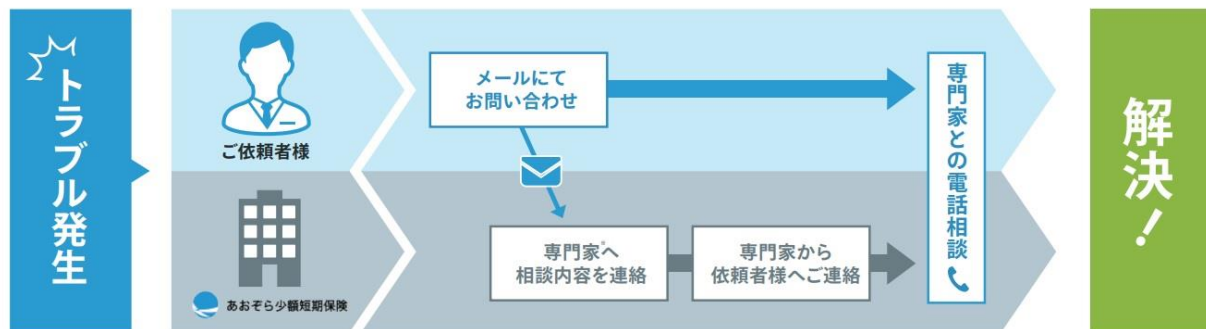 トラブル発生
ご依頼者様
メールにて
お問い合わせ
専門家との電話相談
あおぞら少額短期保険
専門家※へ
相談内容を連絡
専門家から
依頼者様へご連絡
解決!